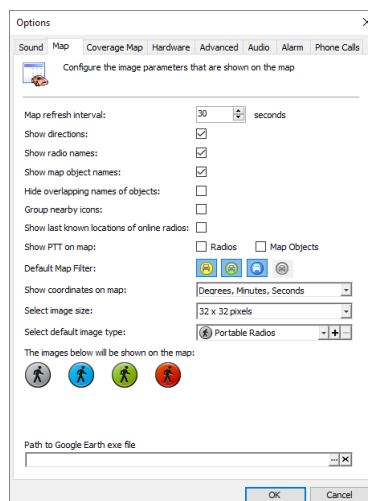 Options
Sound Map Coverage Map Hardware Advanced Audio Alarm Phone Calls
Configure the image parameters that are shown on the map
Map refresh interval: 30 seconds
Show directions:
Show radio names:
Show map object names:
Hide overlapping names of objects:
Group nearby icons:
Show last known locations of online radios:
Show PTT on map: Radios Map Objects
Default Map Filter:
Show coordinates on map: Degrees, Minutes, Seconds
Select image size: 32 x 32 pixels
Select default image type: Portable Radios
The images below will be shown on the map:
Path to Google Earth exe file
OK Cancel